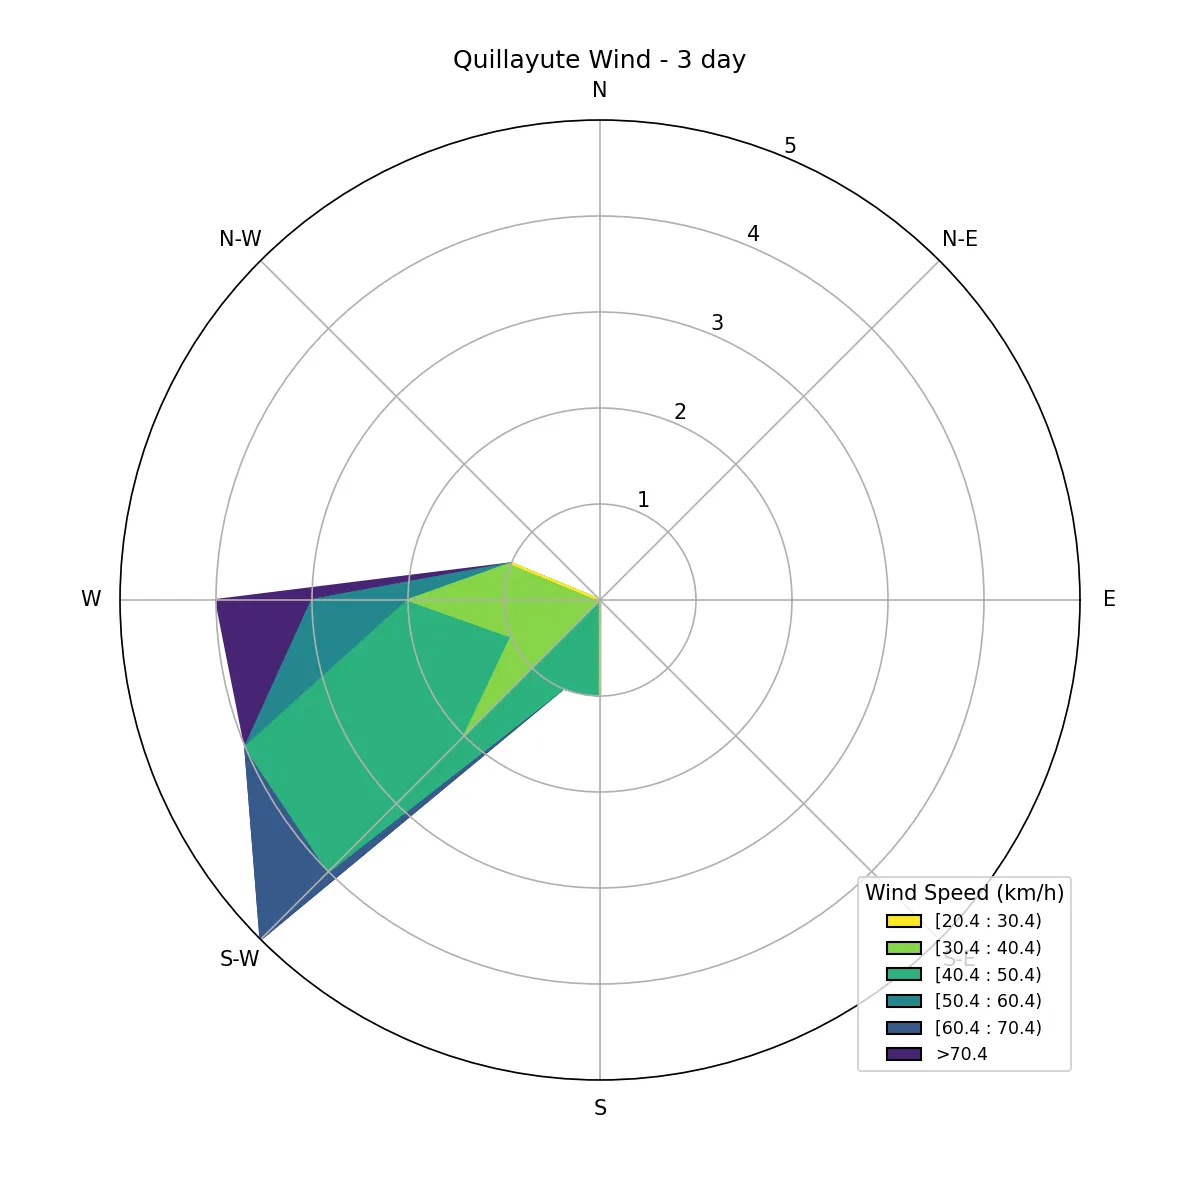 Quillayute Wind - 3 day
N
5
N-W
4
N-E
3
2
1
W
E
Wind Speed (km/h)
[20.4 : 30.4)
[30.4 : 40.4)
S-W
S-E
[40.4 : 50.4)
[50.4 : 60.4)
[60.4 : 70.4)
>70.4
S